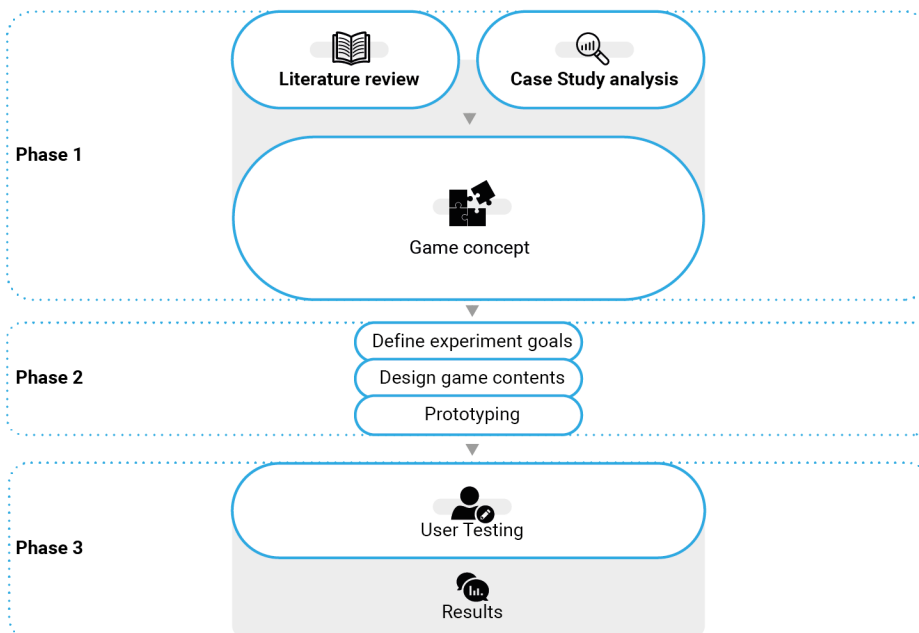 Literature review
Case Study analysis
Phase 1
Game concept
Define experiment goals
Phase 2
Design game contents
Prototyping
User Testing
Phase 3
Results